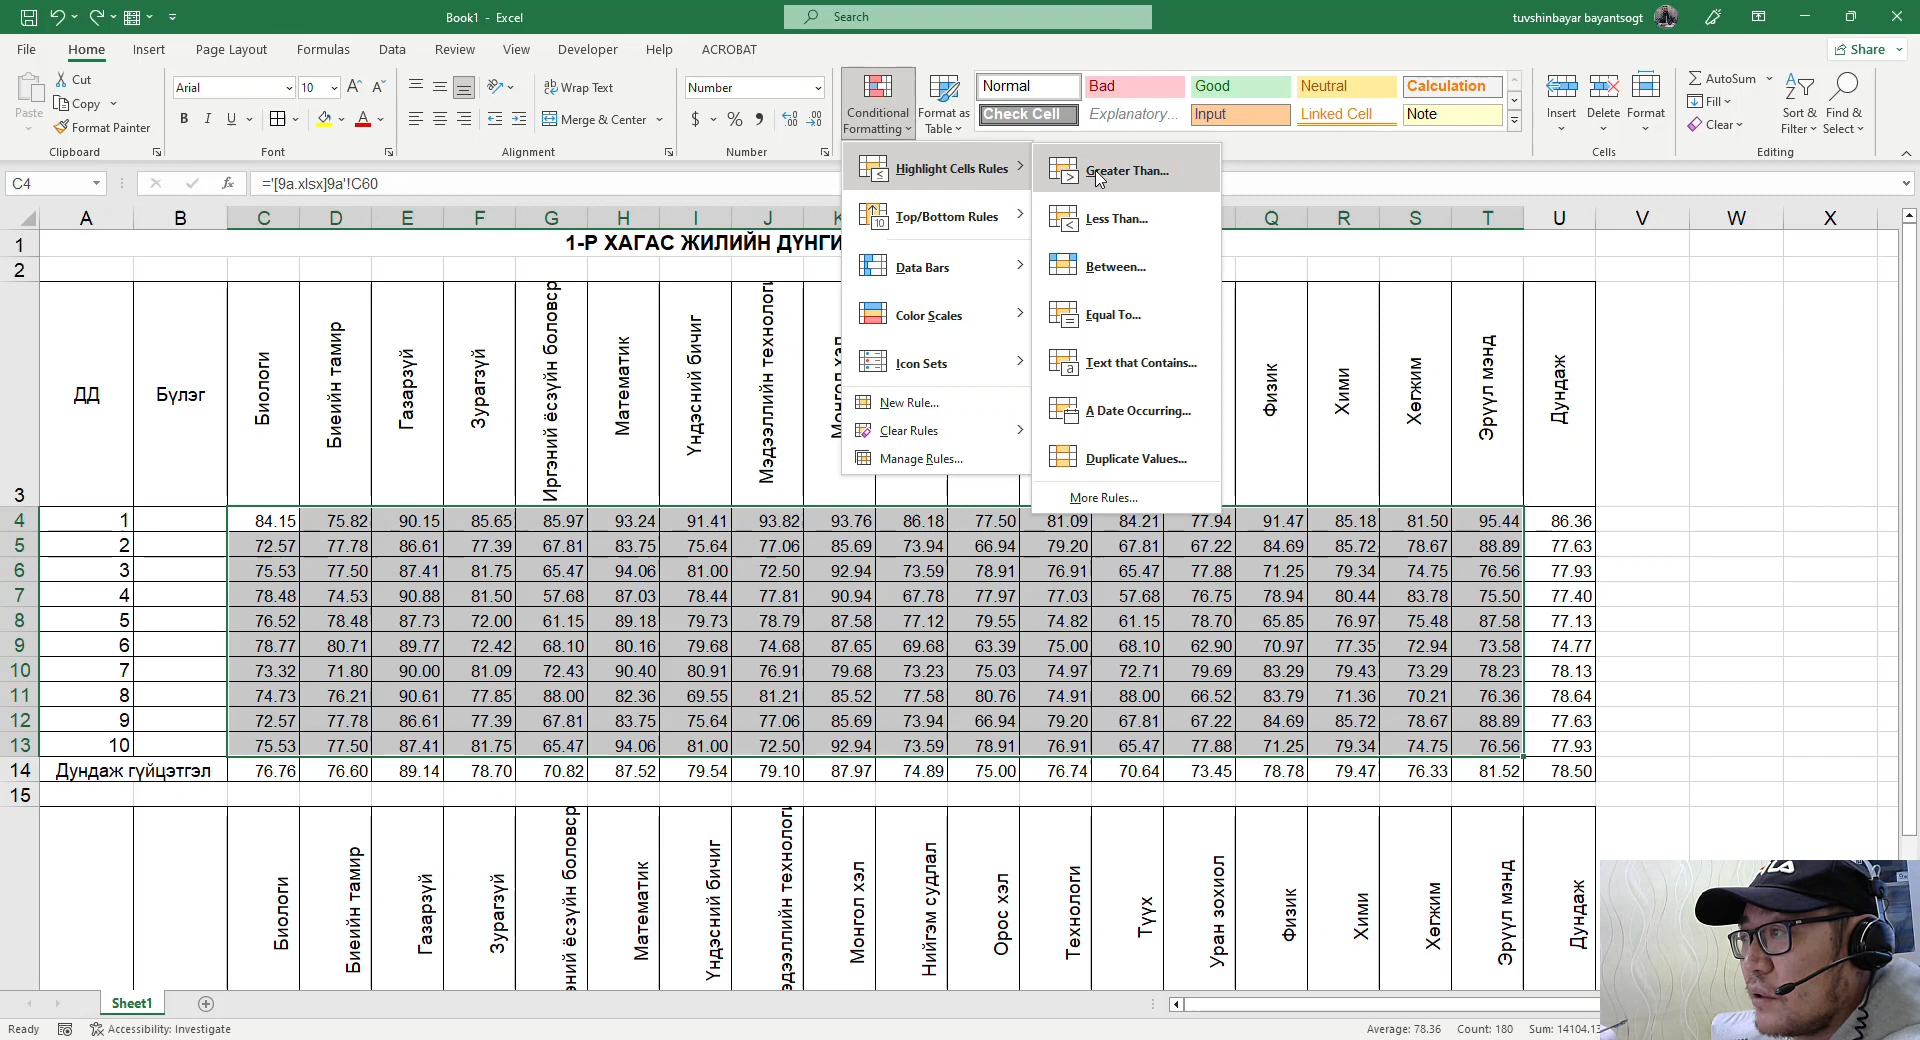 Book1 - Excel
Search
tuvshinbayar bayantsogt
File Home Insert Page Layout Formulas Data Review View Developer Help ACROBAT
Share
Paste
Cut
Copy
Format Painter
Clipboard
Arial 10
B I U
Font
Wrap Text
Merge & Center
Alignment
Number
Number
Conditional Formatting
Format as Table
Normal Bad Good Neutral Calculation
Check Cell Explanatory... Input Linked Cell Note
Insert Delete Format
Cells
AutoSum
Fill
Clear
Sort & Filter
Find & Select
Editing
Highlight Cells Rules
Top/Bottom Rules
Data Bars
Color Scales
Icon Sets
New Rule...
Clear Rules
Manage Rules...
Greater Than...
Less Than...
Between...
Equal To...
Text that Contains...
A Date Occurring...
Duplicate Values...
More Rules...
C4 fx ='[9a.xlsx]9a'!C60
A B C D E F G H I J K Q R S T U V W X
1 1-Р ХАГАС ЖИЛИЙН ДҮНГИ
2
3 ДД Бүлэг Биологи Биеийн тамир Газарзүй Зурагзүй Иргэний ёсзүйн боловср Математик Үндэсний бичиг Мэдээллийн технологи Монгол хэл Физик Хими Хөгжим Эрүүл мэнд Дундаж
4 1 84.15 75.82 90.15 85.65 85.97 93.24 91.41 93.82 93.76 86.18 77.50 81.09 84.21 77.94 91.47 85.18 81.50 95.44 86.36
5 2 72.57 77.78 86.61 77.39 67.81 83.75 75.64 77.06 85.69 73.94 66.94 79.20 67.81 67.22 84.69 85.72 78.67 88.89 77.63
6 3 75.53 77.50 87.41 81.75 65.47 94.06 81.00 72.50 92.94 73.59 78.91 76.91 65.47 77.88 71.25 79.34 74.75 76.56 77.93
7 4 78.48 74.53 90.88 81.50 57.68 87.03 78.44 77.81 90.94 67.78 77.97 77.03 57.68 76.75 78.94 80.44 83.78 75.50 77.40
8 5 76.52 78.48 87.73 72.00 61.15 89.18 79.73 78.79 87.58 77.12 79.55 74.82 61.15 78.70 65.85 76.97 75.48 87.58 77.13
9 6 78.77 80.71 89.77 72.42 68.10 80.16 79.68 74.68 87.65 69.68 63.39 75.00 68.10 62.90 70.97 77.35 72.94 73.58 74.77
10 7 73.32 71.80 90.00 81.09 72.43 90.40 80.91 76.91 79.68 73.23 75.03 74.97 72.71 79.69 83.29 79.43 73.29 78.23 78.13
11 8 74.73 76.21 90.61 77.85 88.00 82.36 69.55 81.21 85.52 77.58 80.76 74.91 88.00 66.52 83.79 71.36 70.21 76.36 78.64
12 9 72.57 77.78 86.61 77.39 67.81 83.75 75.64 77.06 85.69 73.94 66.94 79.20 67.81 67.22 84.69 85.72 78.67 88.89 77.63
13 10 75.53 77.50 87.41 81.75 65.47 94.06 81.00 72.50 92.94 73.59 78.91 76.91 65.47 77.88 71.25 79.34 74.75 76.56 77.93
14 Дундаж гүйцэтгэл 76.76 76.60 89.14 78.70 70.82 87.52 79.54 79.10 87.97 74.89 75.00 76.74 70.64 73.45 78.78 79.47 76.33 81.52 78.50
15
Биологи Биеийн тамир Газарзүй Зурагзүй эний ёсзүйн боловср Математик Үндэсний бичиг дээллийн технологи Монгол хэл Нийгэм судлал Орос хэл Технологи Түүх Уран зохиол Физик Хими Хөгжим Эрүүл мэнд Дундаж
Sheet1
Ready Accessibility: Investigate Average: 78.36 Count: 180 Sum: 14104.13